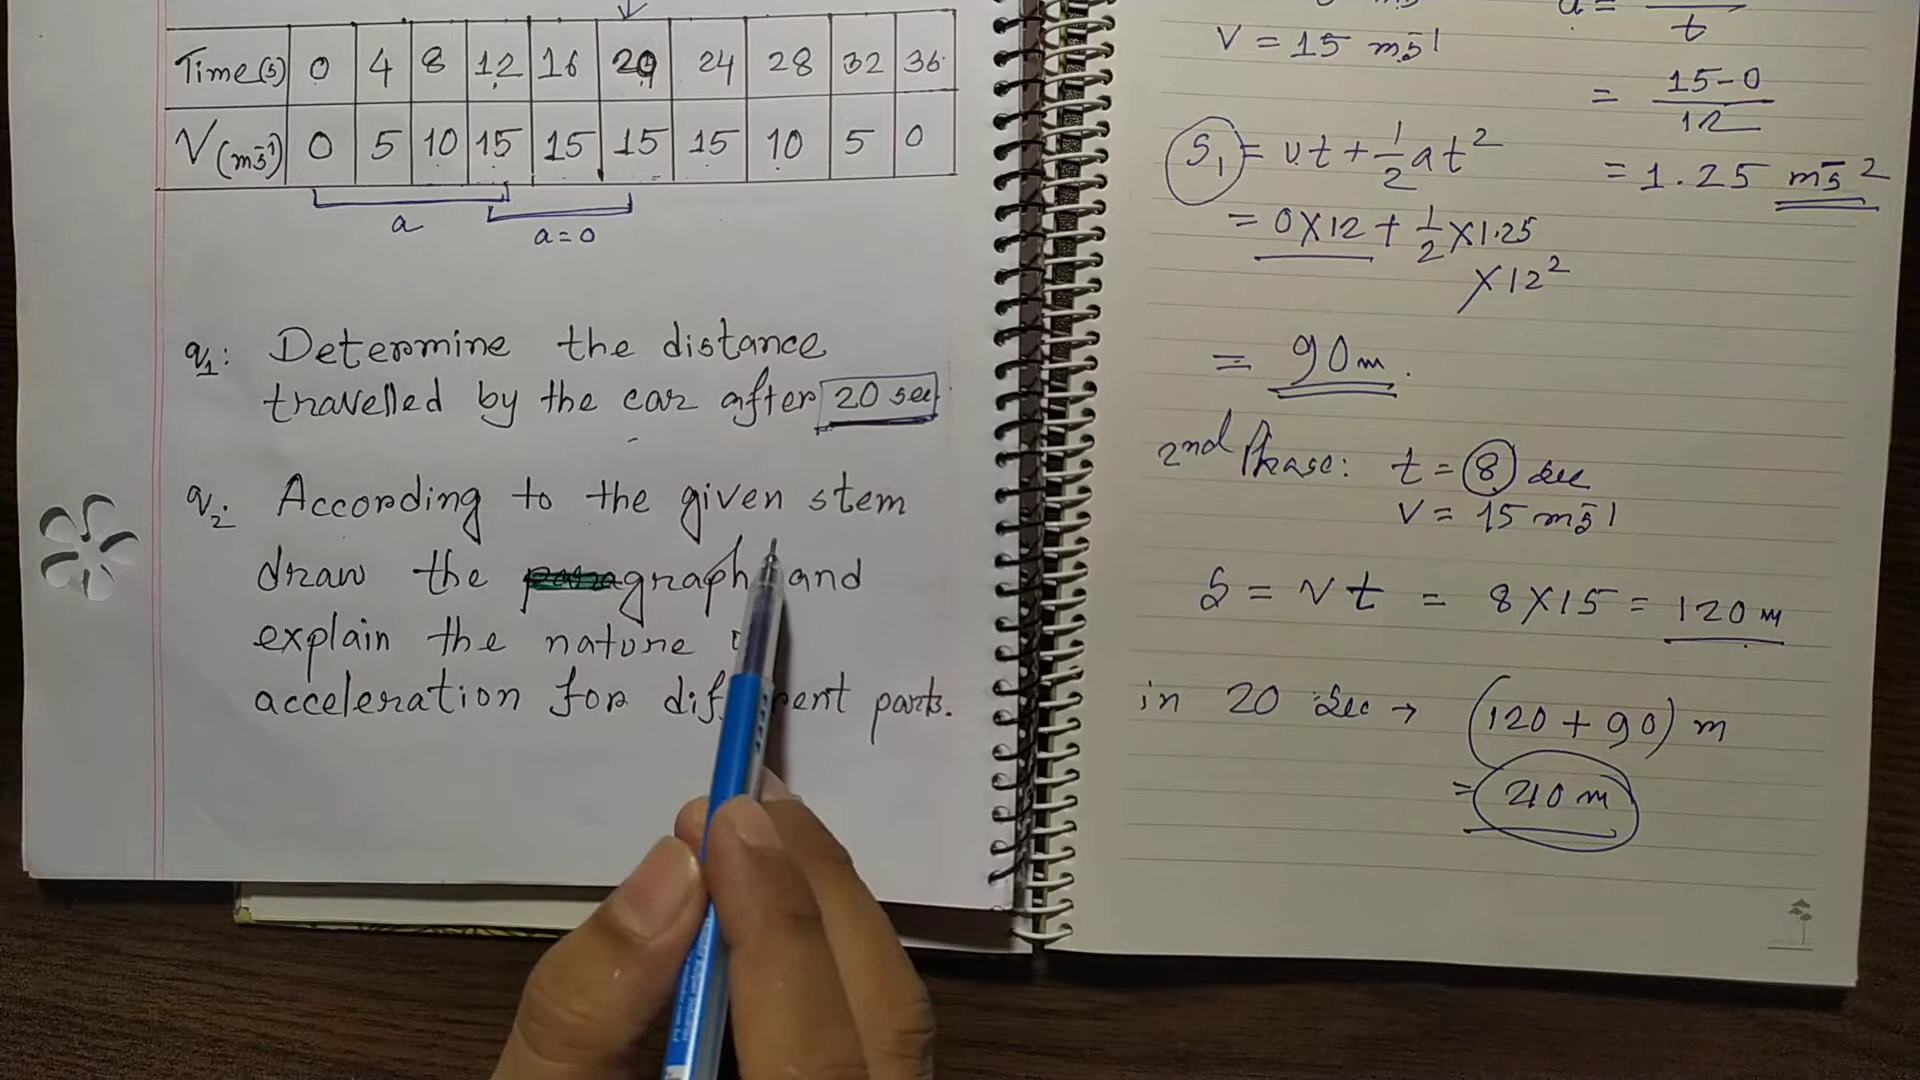 Time(s) 0 4 8 12 16 20 24 28 32 36
V(ms⁻¹) 0 5 10 15 15 15 15 10 5 0
a
a=0
q₁: Determine the distance
travelled by the car after 20 sec
q₂. According to the given stem
draw the graph and
explain the nature
acceleration for different parts.
V = 15 ms⁻¹
t
= 15-0
12
= 1.25 ms⁻²
S₁ = ut + 1/2 at²
= 0×12 + 1/2 ×1.25
×12²
= 90m.
2nd Phase: t = 8 sec
V = 15 ms⁻¹
S = vt = 8×15 = 120 m
in 20 sec → (120 + 90) m
= 210 m